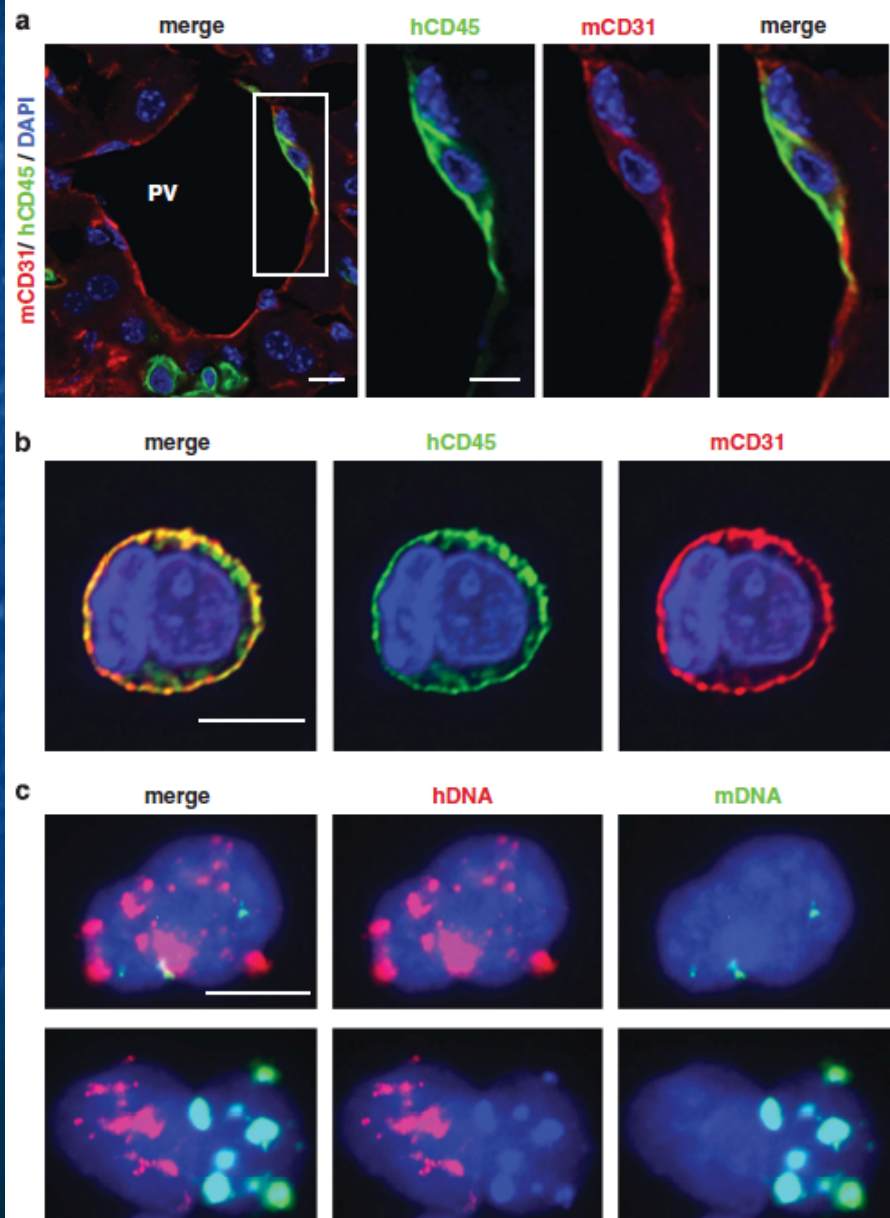 a
merge hCD45 mCD31 merge
mCD31/ hCD45 / DAPI
PV
b
merge hCD45 mCD31
c
merge hDNA mDNA